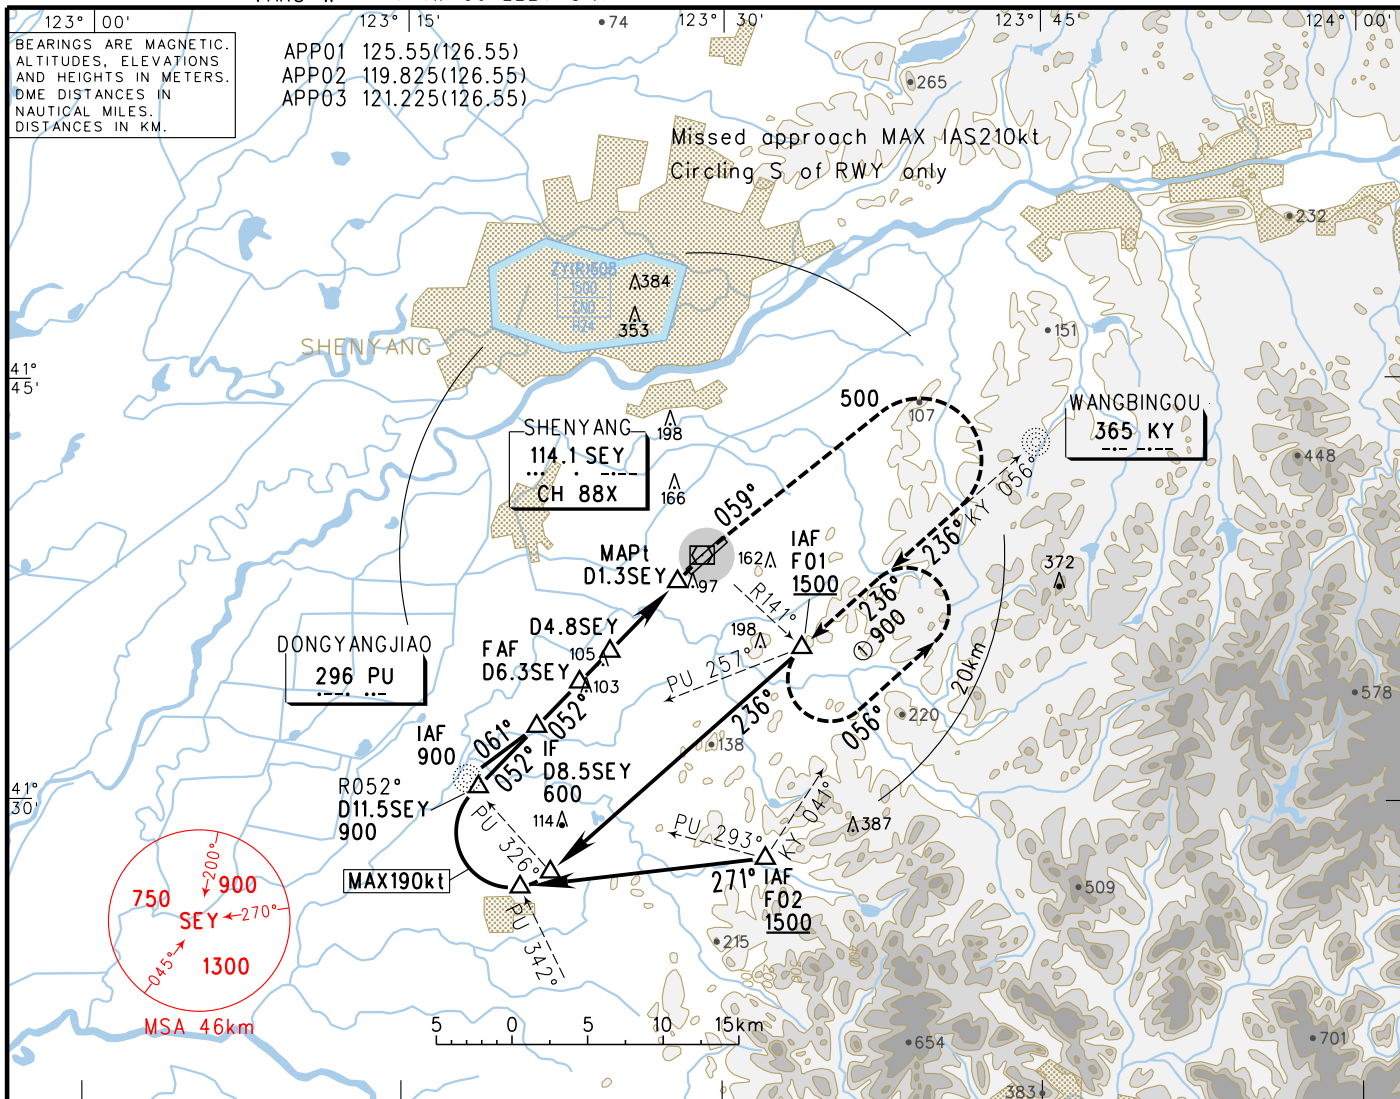 123° 00'
123° 15'
74
123° 30'
123° 45'
124° 00'
BEARINGS ARE MAGNETIC.
ALTITUDES, ELEVATIONS
AND HEIGHTS IN METERS.
DME DISTANCES IN
NAUTICAL MILES.
DISTANCES IN KM.
APP01 125.55(126.55)
APP02 119.825(126.55)
APP03 121.225(126.55)
265
Missed approach MAX IAS210kt
Circling S of RWY only
232
ZY(R)608
1500
GND
H24
384
353
151
SHENYANG
41°
45'
500
107
WANGBINGOU
365 KY
198
SHENYANG
114.1 SEY
CH 88X
448
166
KY 056°
059°
236°
IAF
F01
1500
MAPt
D1.3SEY
162
97
372
R141°
236°
① 900
198
D4.8SEY
105
FAF
D6.3SEY
103
DONGYANGJIAO
296 PU
PU 257°
20km
578
236°
056°
220
138
061°
052°
IAF
900
052°
IF
D8.5SEY
600
R052°
D11.5SEY
900
41°
30'
114
PU 326°
PU 293°
KY 041°
387
MAX190kt
271°
IAF
F02
1500
509
PU 342°
215
200°
750
900
SEY
270°
045°
1300
MSA 46km
5 0 5 10 15km
654
701
383